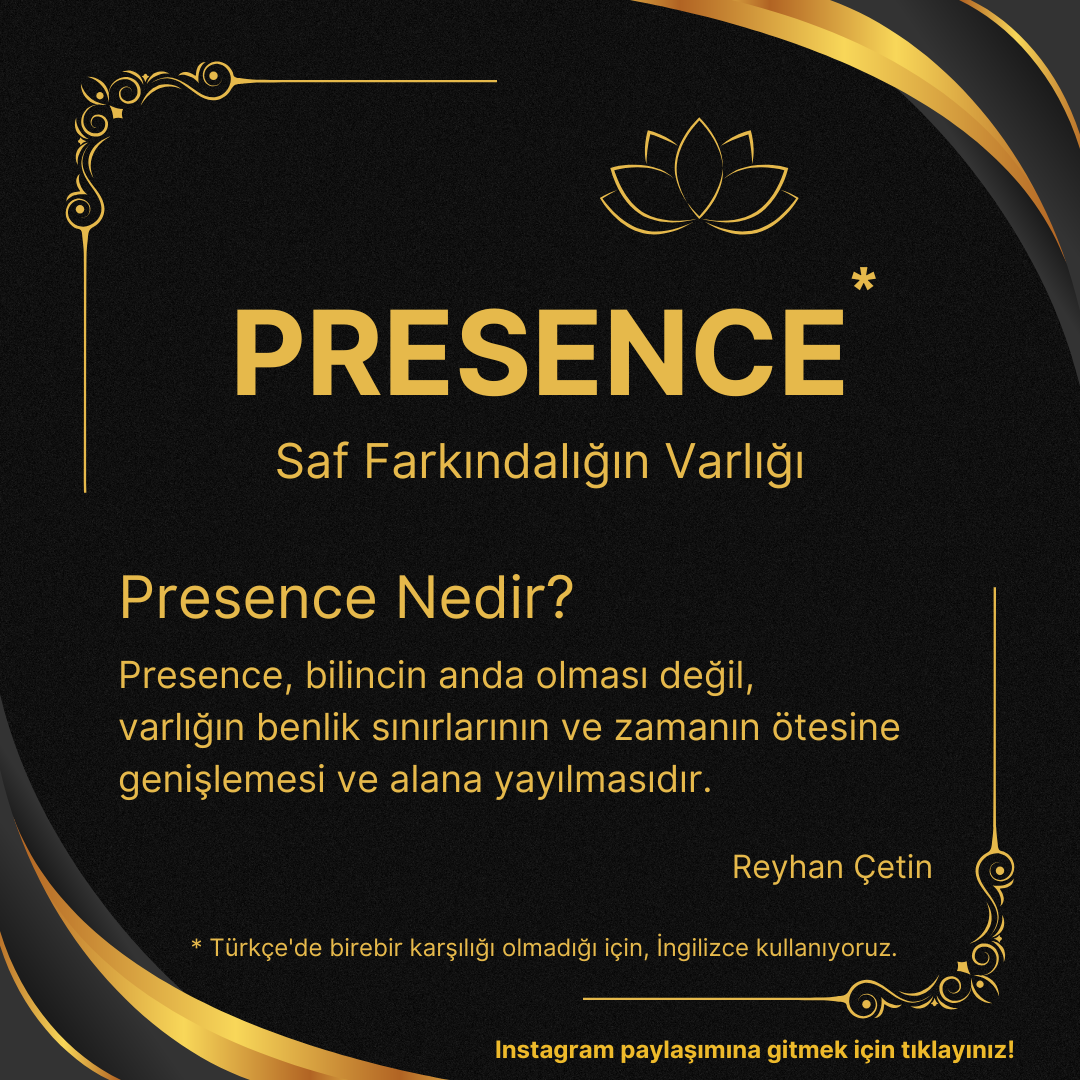 PRESENCE*
Saf Farkındalığın Varlığı
Presence Nedir?
Presence, bilincin anda olması değil,
varlığın benlik sınırlarının ve zamanın ötesine
genişlemesi ve alana yayılmasıdır.
Reyhan Çetin
* Türkçe'de birebir karşılığı olmadığı için, İngilizce kullanıyoruz.
Instagram paylaşımına gitmek için tıklayınız!